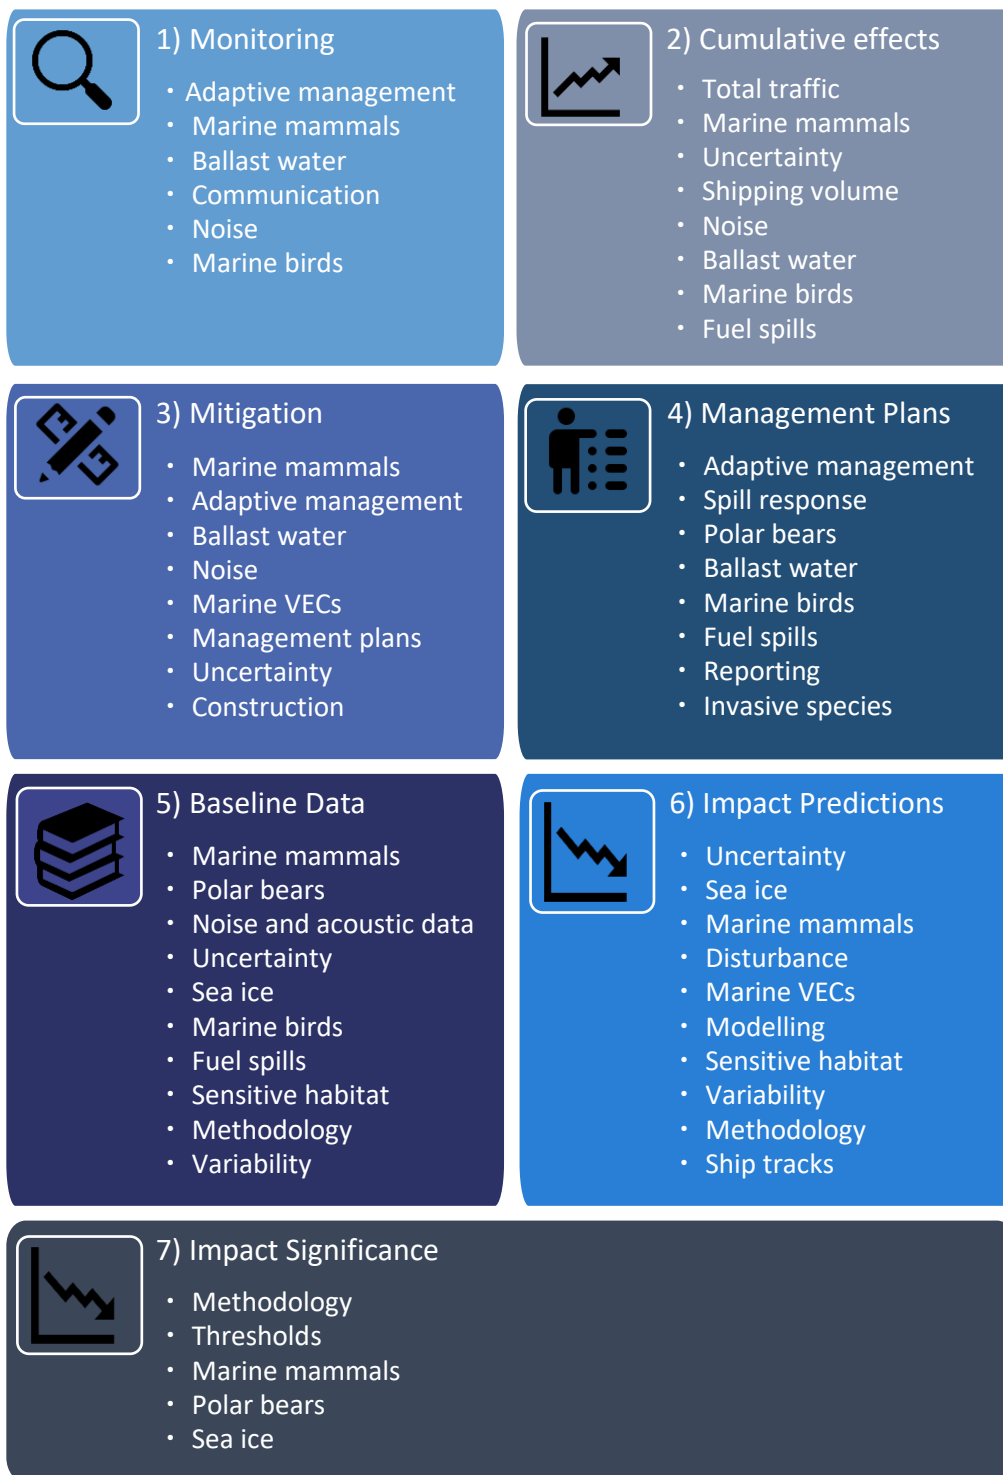 1) Monitoring
· Adaptive management
· Marine mammals
· Ballast water
· Communication
· Noise
· Marine birds
2) Cumulative effects
· Total traffic
· Marine mammals
· Uncertainty
· Shipping volume
· Noise
· Ballast water
· Marine birds
· Fuel spills
3) Mitigation
· Marine mammals
· Adaptive management
· Ballast water
· Noise
· Marine VECs
· Management plans
· Uncertainty
· Construction
4) Management Plans
· Adaptive management
· Spill response
· Polar bears
· Ballast water
· Marine birds
· Fuel spills
· Reporting
· Invasive species
5) Baseline Data
· Marine mammals
· Polar bears
· Noise and acoustic data
· Uncertainty
· Sea ice
· Marine birds
· Fuel spills
· Sensitive habitat
· Methodology
· Variability
6) Impact Predictions
· Uncertainty
· Sea ice
· Marine mammals
· Disturbance
· Marine VECs
· Modelling
· Sensitive habitat
· Variability
· Methodology
· Ship tracks
7) Impact Significance
· Methodology
· Thresholds
· Marine mammals
· Polar bears
· Sea ice